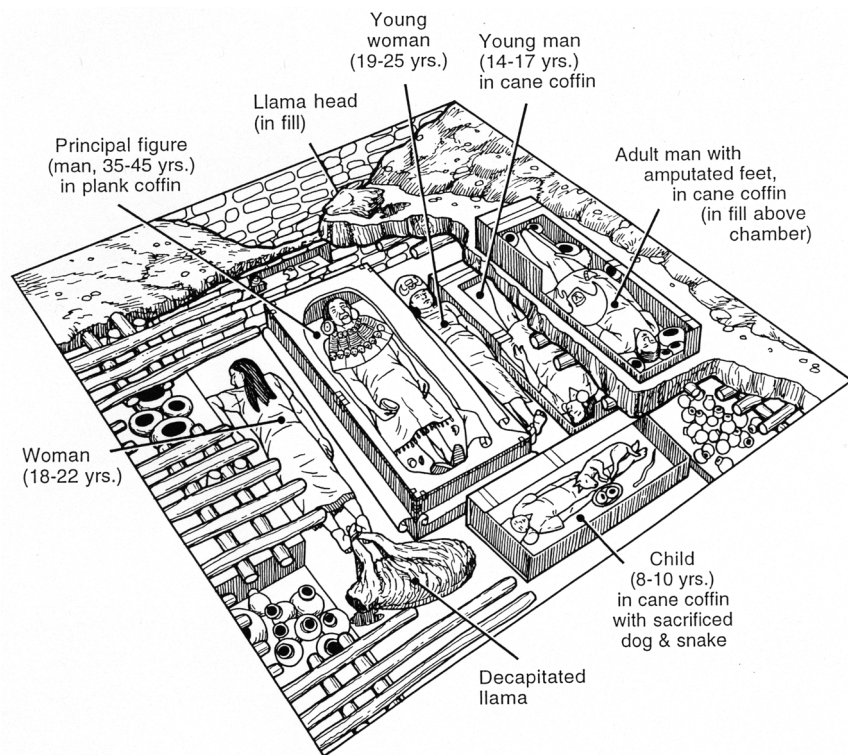 Young
woman
(19-25 yrs.)
Young man
(14-17 yrs.)
in cane coffin
Llama head
(in fill)
Principal figure
(man, 35-45 yrs.)
in plank coffin
Adult man with
amputated feet,
in cane coffin
(in fill above
chamber)
Woman
(18-22 yrs.)
Child
(8-10 yrs.)
in cane coffin
with sacrificed
dog & snake
Decapitated
llama